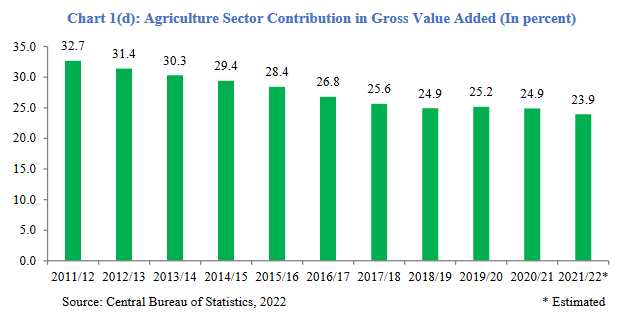 Chart 1(d): Agriculture Sector Contribution in Gross Value Added (In percent)
35.0
30.0
25.0
20.0
15.0
10.0
5.0
0.0
32.7 31.4 30.3 29.4 28.4 26.8 25.6 24.9 25.2 24.9 23.9
2011/12 2012/13 2013/14 2014/15 2015/16 2016/17 2017/18 2018/19 2019/20 2020/21 2021/22*
Source: Central Bureau of Statistics, 2022 * Estimated